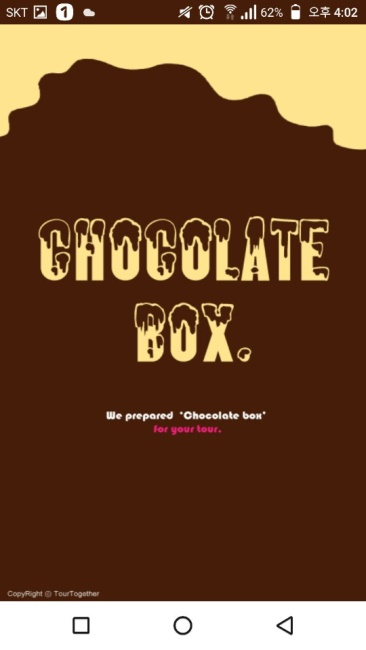 SKT 1 62% 오후 4:02
CHOCOLATE
BOX.
We prepared "Chocolate box"
for your tour.
CopyRight ⓒ TourTogether